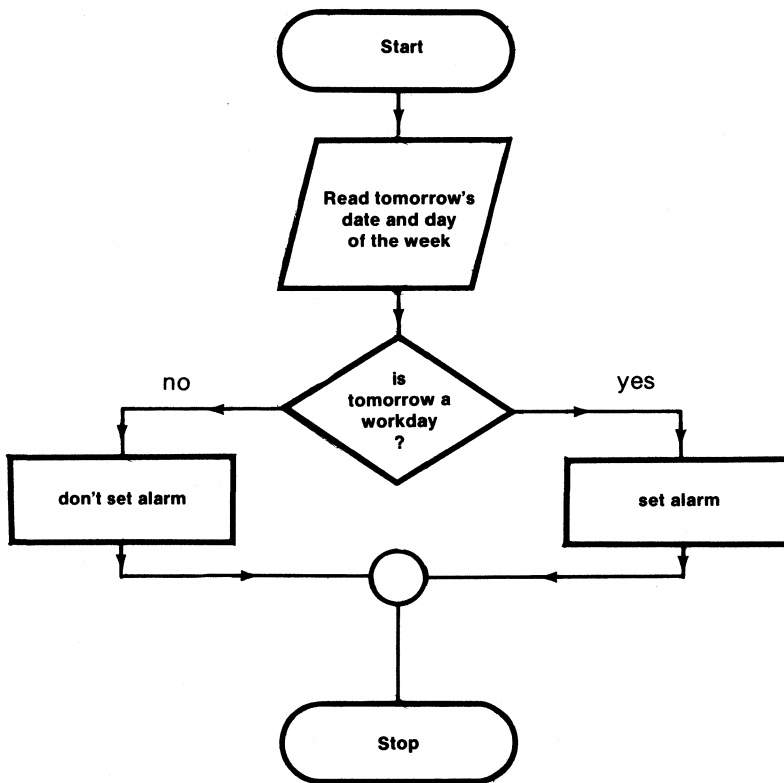 Start
Read tomorrow's
date and day
of the week
is
tomorrow a
workday
?
no
yes
don't set alarm
set alarm
Stop